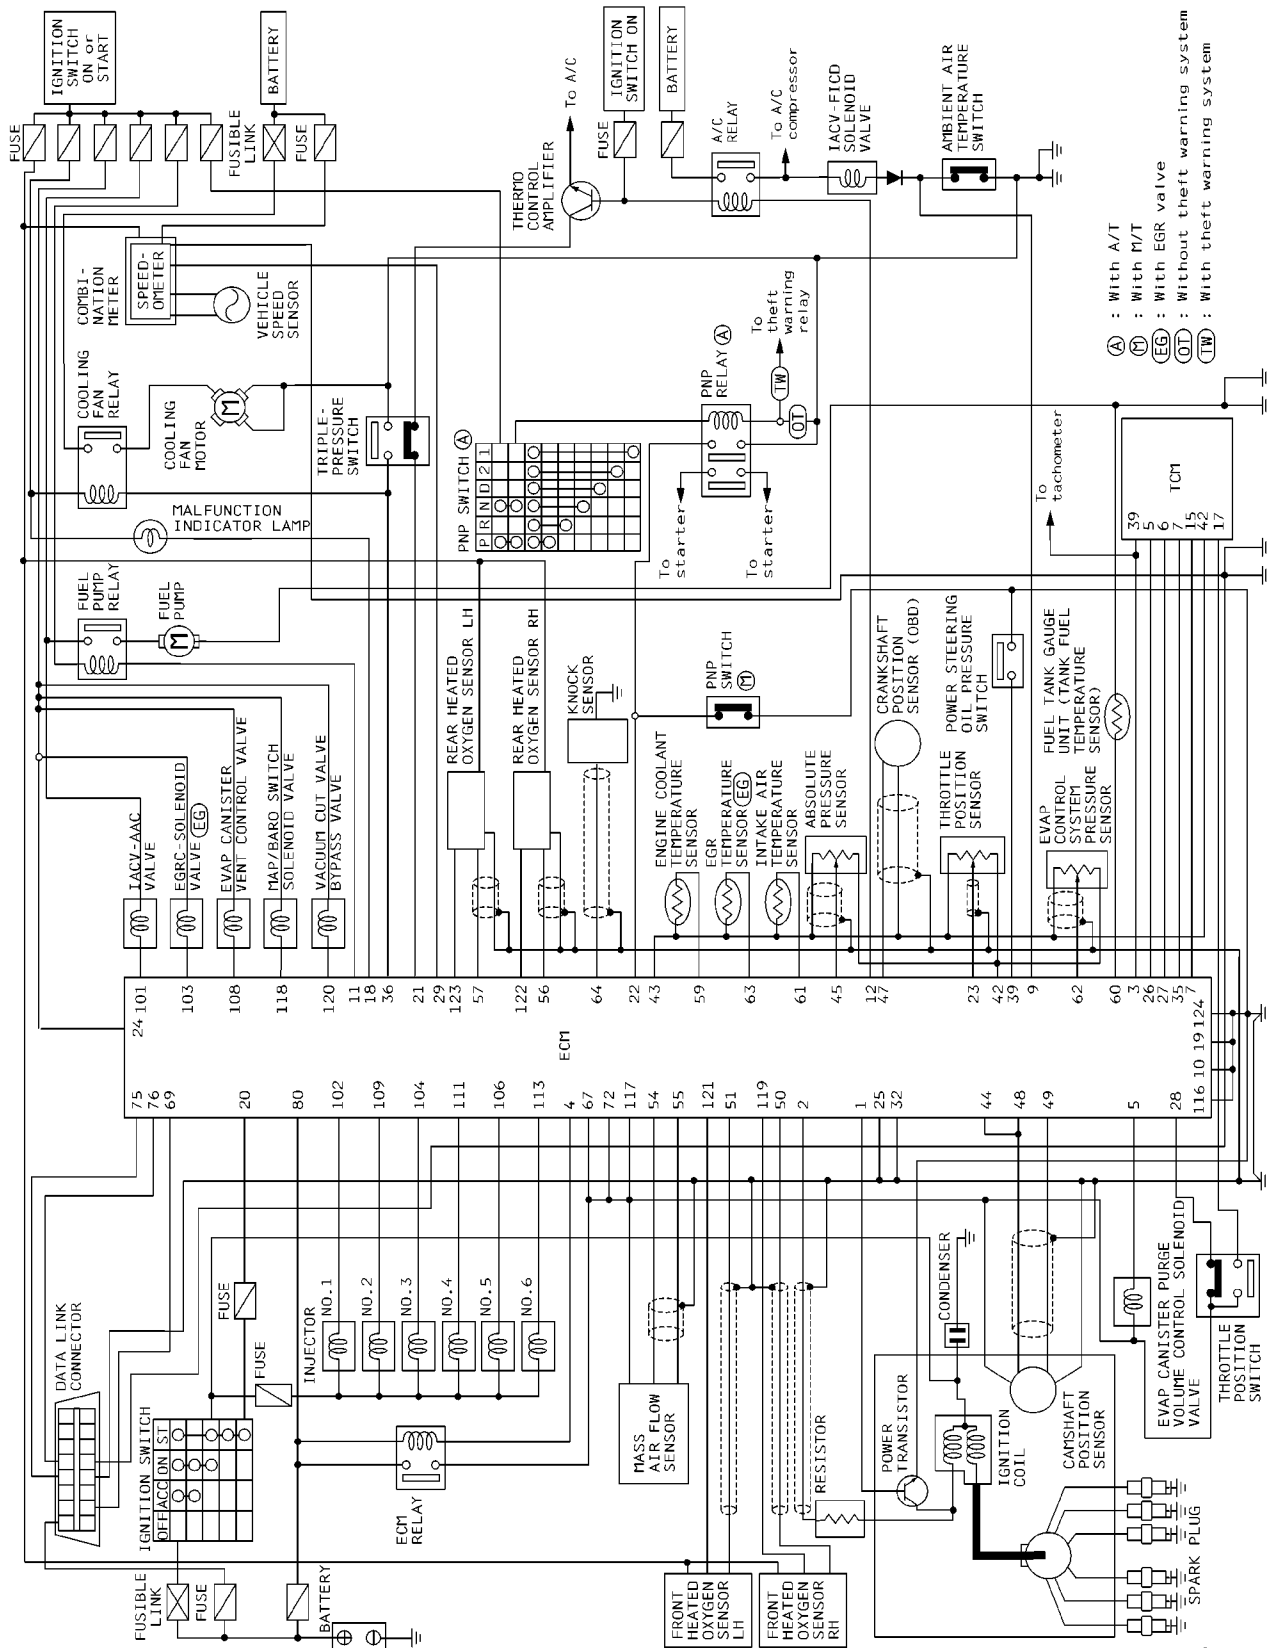 IGNITION
SWITCH
ON or
START
BATTERY
FUSE
FUSIBLE
LINK
FUSE
COMBI-
NATION
METER
SPEED-
OMETER
VEHICLE
SPEED
SENSOR
COOLING
FAN
RELAY
COOLING
FAN
MOTOR
M
MALFUNCTION
INDICATOR LAMP
FUEL
PUMP
RELAY
FUEL
PUMP
M
TRIPLE-
PRESSURE
SWITCH
THERMO
CONTROL
AMPLIFIER
To A/C
IGNITION
SWITCH ON
BATTERY
FUSE
A/C
RELAY
To A/C
compressor
IACV-FICD
SOLENOID
VALVE
AMBIENT AIR
TEMPERATURE
SWITCH
PNP SWITCH A
P R N D 2 1
PNP
RELAY A
To
theft
warning
relay
TW
OT
To
starter
To
starter
A : With A/T
M : With M/T
EG : With EGR valve
OT : Without theft warning system
TW : With theft warning system
To
tachometer
TCM
39
5
6
7
15
42
17
IACV-AAC
VALVE
EGRC-SOLENOID
VALVE EG
EVAP CANISTER
VENT CONTROL VALVE
MAP/BARO SWITCH
SOLENOID VALVE
VACUUM CUT VALVE
BYPASS VALVE
REAR HEATED
OXYGEN SENSOR LH
REAR HEATED
OXYGEN SENSOR RH
KNOCK
SENSOR
PNP
SWITCH
M
ENGINE COOLANT
TEMPERATURE
SENSOR
EGR
TEMPERATURE
SENSOR EG
INTAKE AIR
TEMPERATURE
SENSOR
ABSOLUTE
PRESSURE
SENSOR
CRANKSHAFT
POSITION
SENSOR (OBD)
POWER STEERING
OIL PRESSURE
SWITCH
THROTTLE
POSITION
SENSOR
FUEL TANK GAUGE
UNIT (TANK FUEL
TEMPERATURE
SENSOR)
EVAP
CONTROL
SYSTEM
PRESSURE
SENSOR
24 101 103 108 118 120 11 18 36 21 29 123 57 122 56 64 22 43 59 63 61 45 12 47 23 42 39 9 62 60 3 26 27 35 7
ECM
116 10 19 124
75 76 69 20 80 102 109 104 111 106 113 4 67 72 117 54 55 121 51 119 50 2 1 25 32 44 48 49 5 28
DATA LINK
CONNECTOR
FUSE
FUSE
IGNITION SWITCH
OFF ACC ON ST
INJECTOR
NO.1
NO.2
NO.3
NO.4
NO.5
NO.6
ECM
RELAY
FUSIBLE
LINK
FUSE
BATTERY
MASS
AIR FLOW
SENSOR
FRONT
HEATED
OXYGEN
SENSOR
LH
FRONT
HEATED
OXYGEN
SENSOR
RH
RESISTOR
POWER
TRANSISTOR
CONDENSER
IGNITION
COIL
CAMSHAFT
POSITION
SENSOR
SPARK PLUG
EVAP CANISTER PURGE
VOLUME CONTROL SOLENOID
VALVE
THROTTLE
POSITION
SWITCH